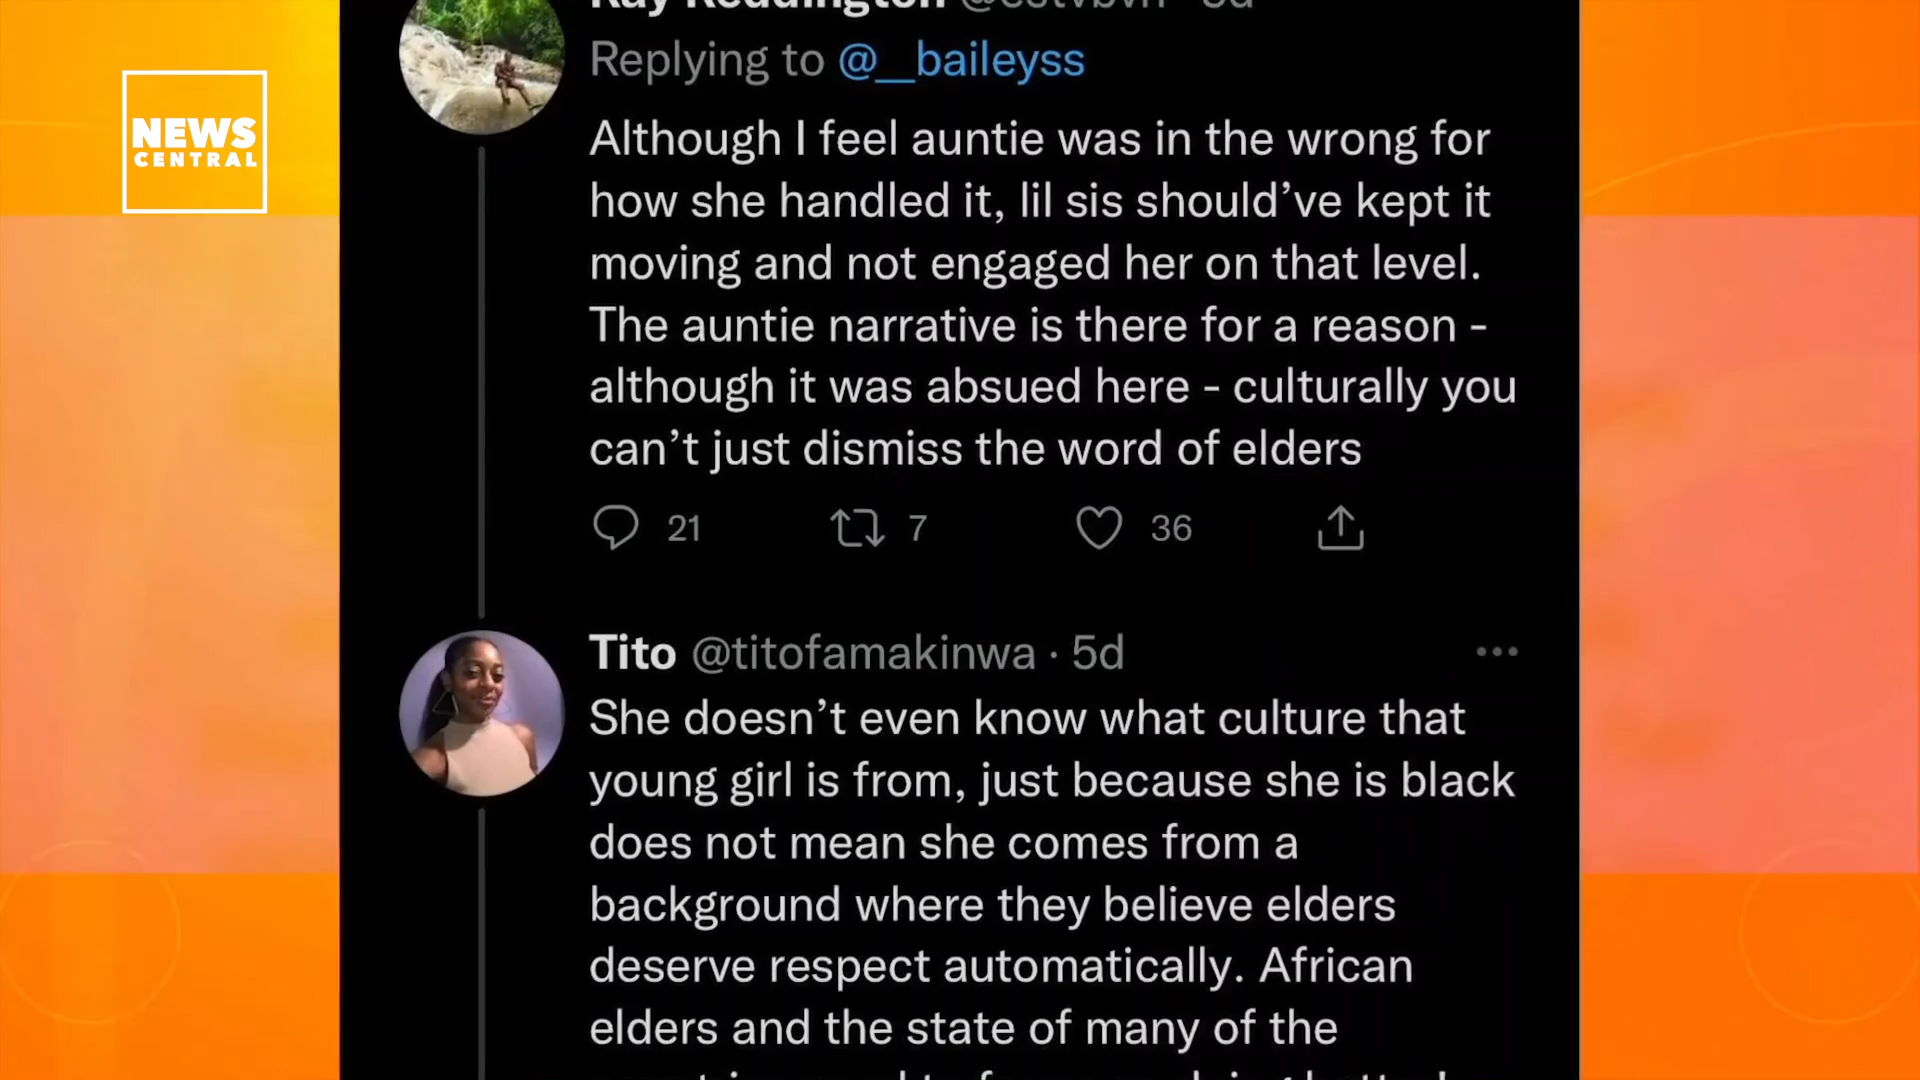 NEWS
CENTRAL
Replying to @__baileyss
Although I feel auntie was in the wrong for
how she handled it, lil sis should’ve kept it
moving and not engaged her on that level.
The auntie narrative is there for a reason -
although it was absued here - culturally you
can’t just dismiss the word of elders
21 7 36
Tito @titofamakinwa · 5d
She doesn’t even know what culture that
young girl is from, just because she is black
does not mean she comes from a
background where they believe elders
deserve respect automatically. African
elders and the state of many of the